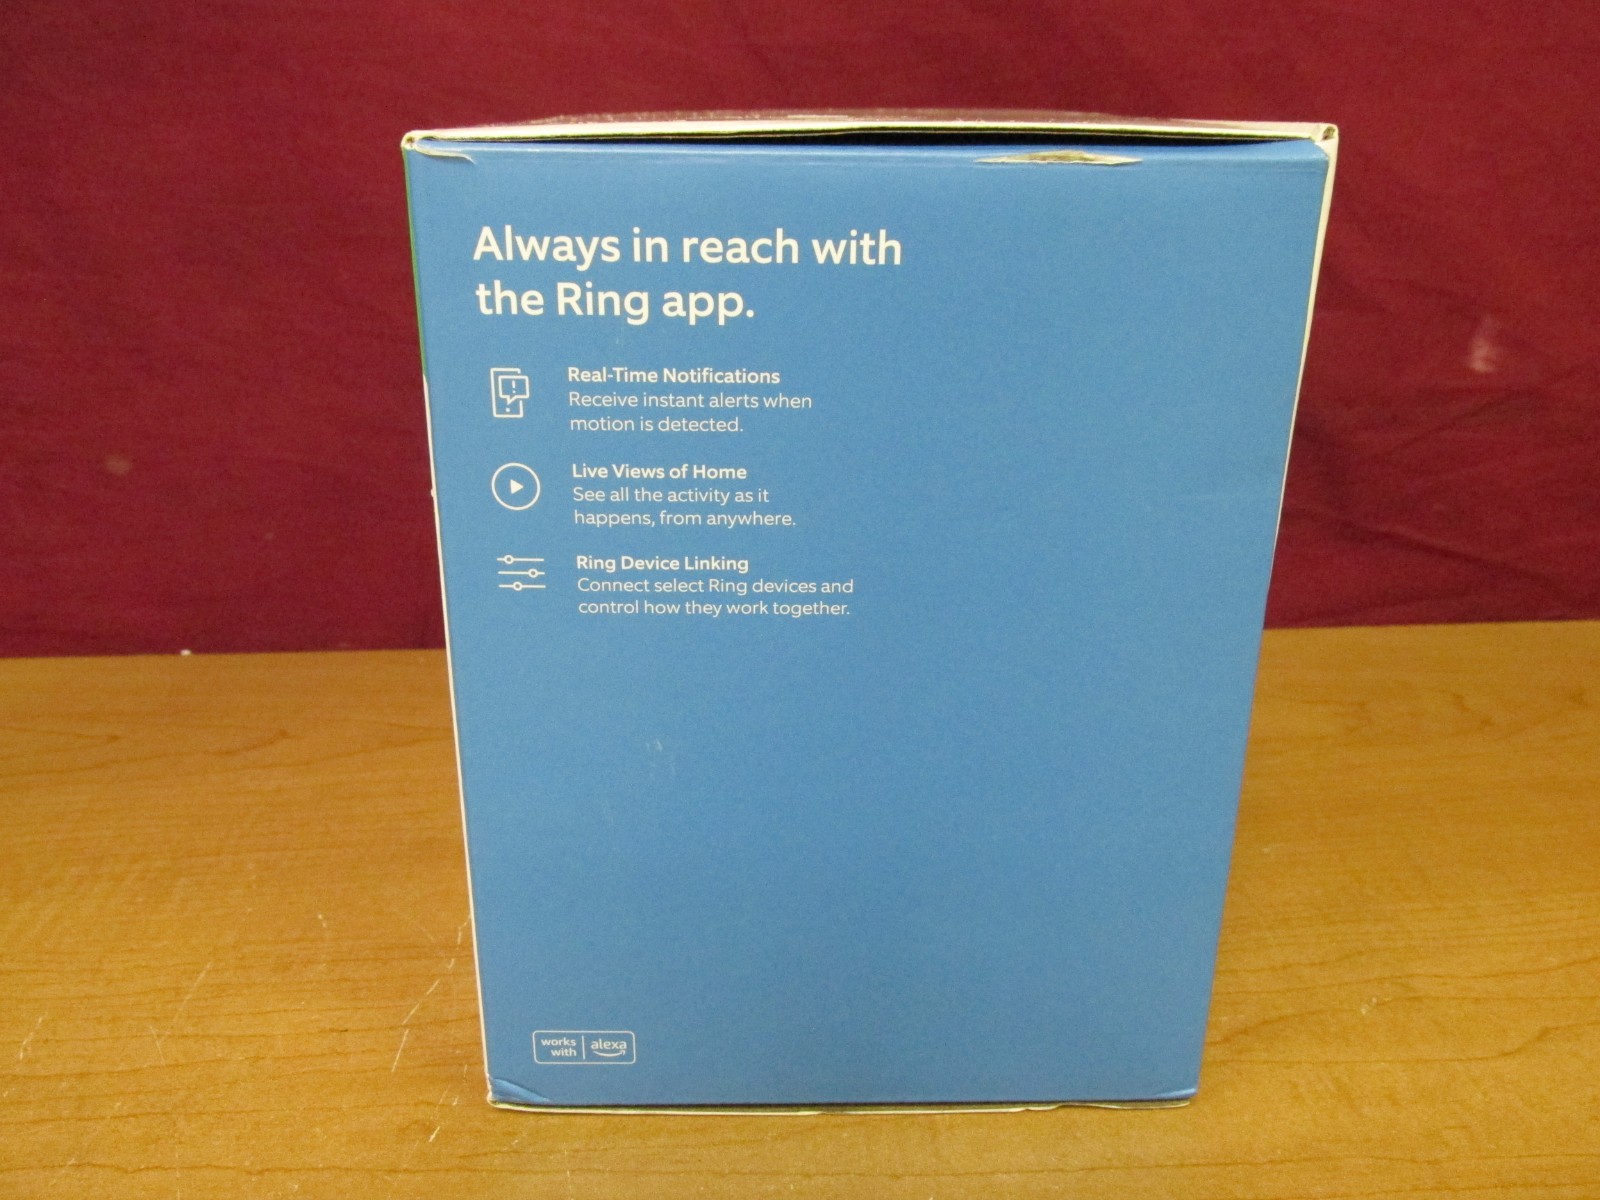 Always in reach with
the Ring app.
Real-Time Notifications
Receive instant alerts when
motion is detected.
Live Views of Home
See all the activity as it
happens, from anywhere.
Ring Device Linking
Connect select Ring devices and
control how they work together.
works
with
alexa